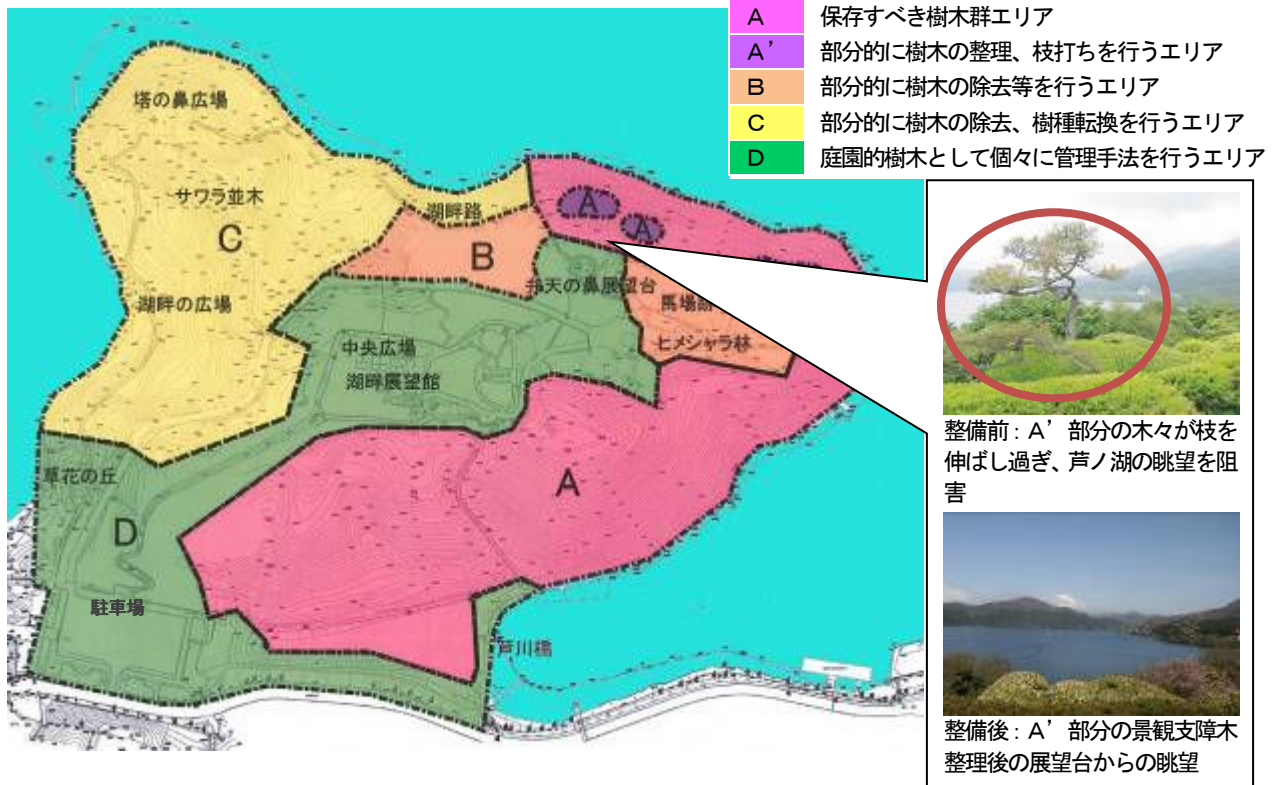 A 保存すべき樹木群エリア
A’ 部分的に樹木の整理、枝打ちを行うエリア
B 部分的に樹木の除去等を行うエリア
C 部分的に樹木の除去、樹種転換を行うエリア
D 庭園的樹木として個々に管理手法を行うエリア
塔の鼻広場
サワラ並木
C
湖畔路
A
A
B
湖畔の広場
弁天の鼻展望台
馬場跡
ヒメシャラ林
中央広場
湖畔展望館
草花の丘
A
D
駐車場
芦川橋
整備前：A’部分の木々が枝を
伸ばし過ぎ、芦ノ湖の眺望を阻
害
整備後：A’部分の景観支障木
整理後の展望台からの眺望